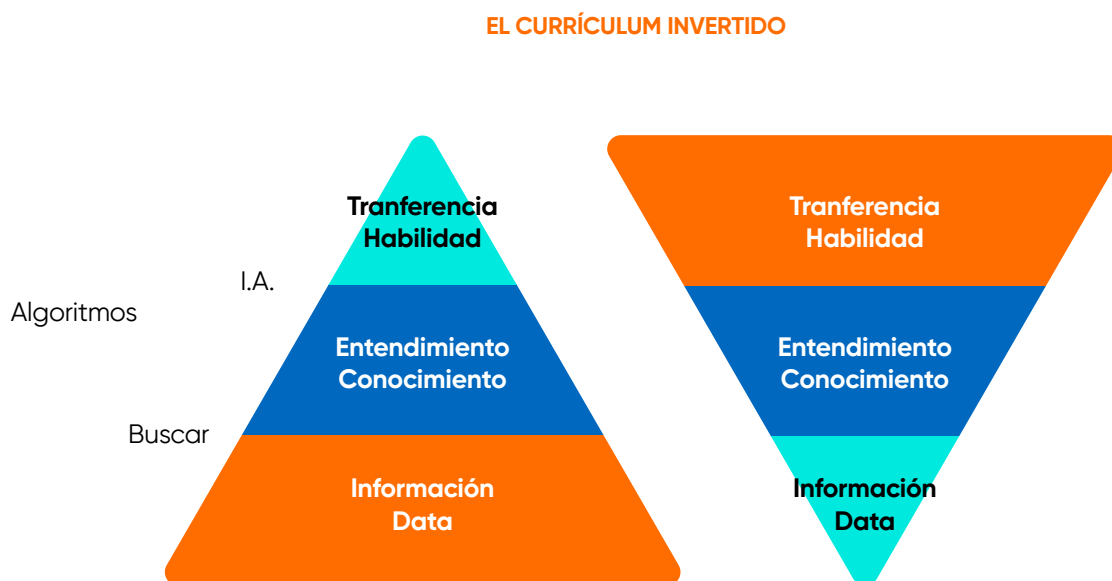 EL CURRÍCULUM INVERTIDO
Tranferencia
Habilidad
I.A.
Algoritmos
Entendimiento
Conocimiento
Buscar
Información
Data
Tranferencia
Habilidad
Entendimiento
Conocimiento
Información
Data